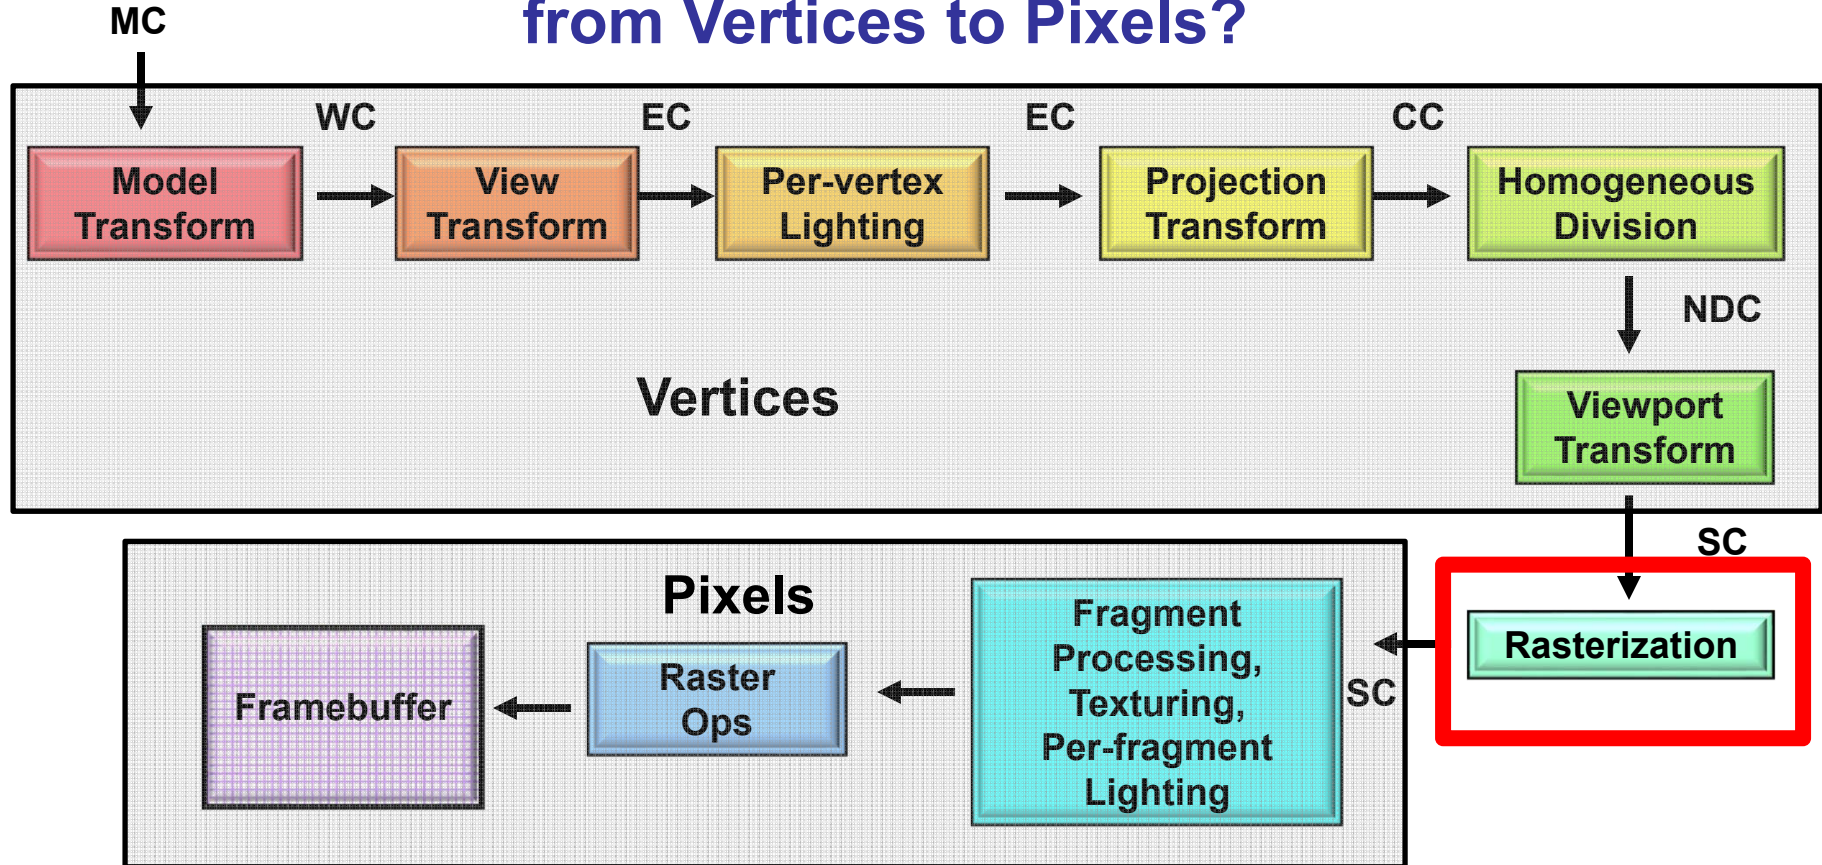 from Vertices to Pixels?
MC
WC
EC
EC
CC
Model
Transform
View
Transform
Per-vertex
Lighting
Projection
Transform
Homogeneous
Division
NDC
Vertices
Viewport
Transform
SC
Pixels
Rasterization
SC
Fragment
Processing,
Texturing,
Per-fragment
Lighting
Raster
Ops
Framebuffer